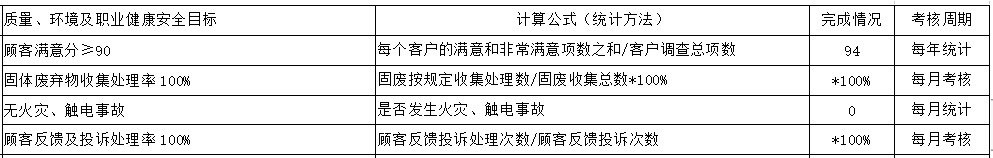 质量、环境及职业健康安全目标 计算公式（统计方法） 完成情况 考核周期
顾客满意分≥90 每个客户的满意和非常满意项数之和/客户调查总项数 94 每年统计
固体废弃物收集处理率100% 固废按规定收集处理数/固废收集总数*100% *100% 每月考核
无火灾、触电事故 是否发生火灾、触电事故 0 每月统计
顾客反馈及投诉处理率100% 顾客反馈投诉处理次数/顾客反馈投诉次数 *100% 每月考核